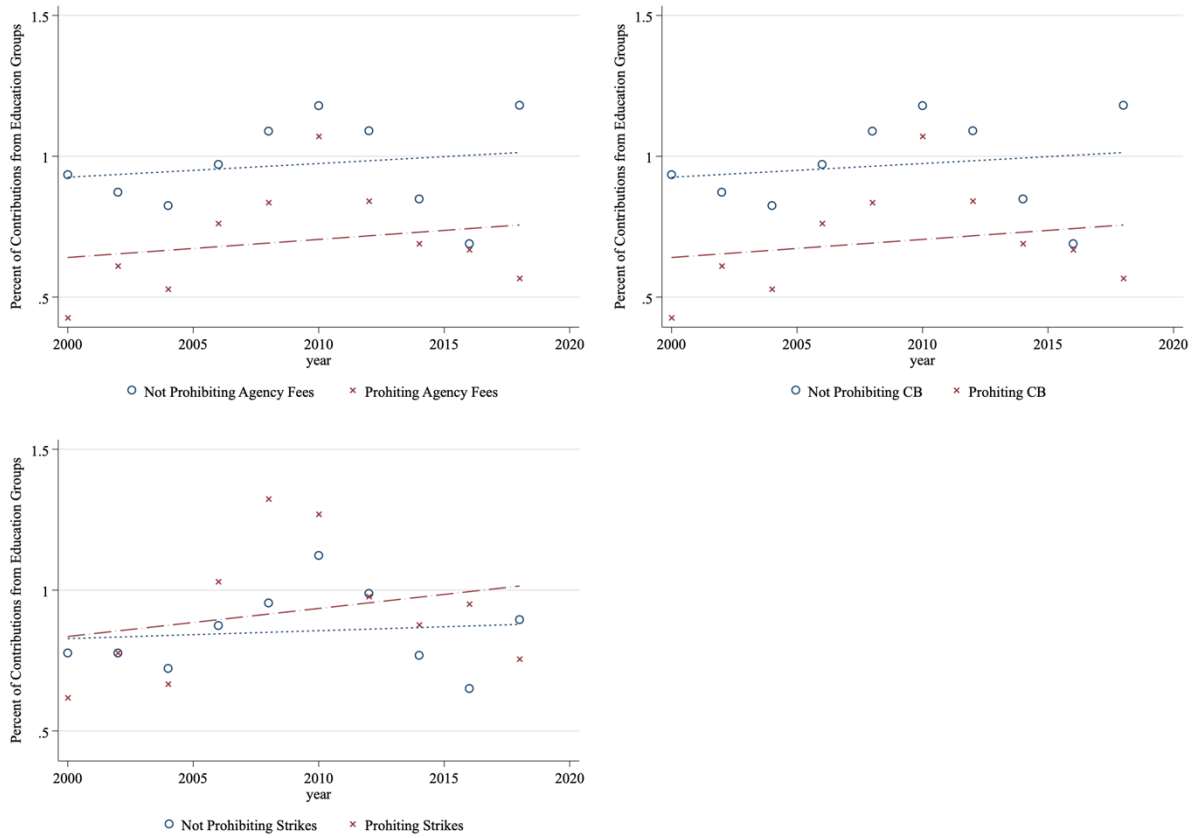 Percent of Contributions from Education Groups
1.5
1
.5
2000 2005 2010 2015 2020
year
Not Prohibiting Agency Fees Prohiting Agency Fees
Percent of Contributions from Education Groups
1.5
1
.5
2000 2005 2010 2015 2020
year
Not Prohibiting CB Prohiting CB
Percent of Contributions from Education Groups
1.5
1
.5
2000 2005 2010 2015 2020
year
Not Prohibiting Strikes Prohiting Strikes